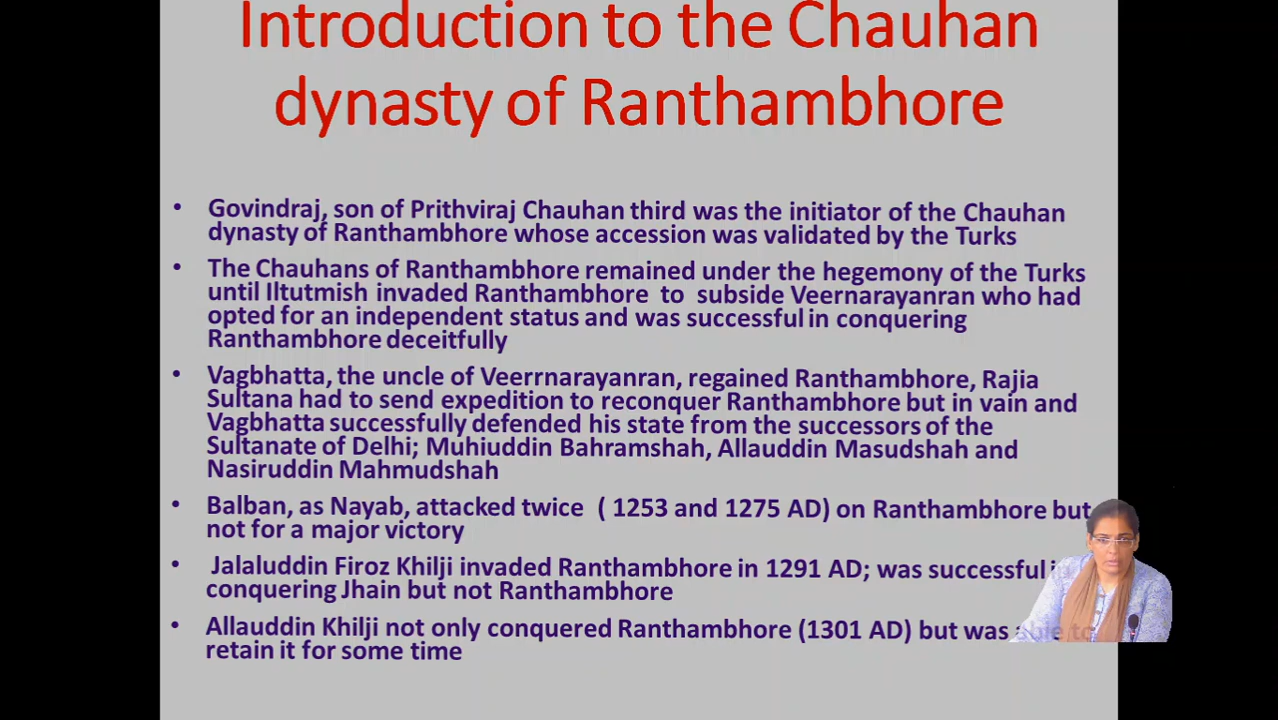 Introduction to the Chauhan
dynasty of Ranthambhore
• Govindraj, son of Prithviraj Chauhan third was the initiator of the Chauhan
dynasty of Ranthambhore whose accession was validated by the Turks
• The Chauhans of Ranthambhore remained under the hegemony of the Turks
until Iltutmish invaded Ranthambhore to subside Veernarayanran who had
opted for an independent status and was successful in conquering
Ranthambhore deceitfully
• Vagbhatta, the uncle of Veerrnarayanran, regained Ranthambhore, Rajia
Sultana had to send expedition to reconquer Ranthambhore but in vain and
Vagbhatta successfully defended his state from the successors of the
Sultanate of Delhi; Muhiuddin Bahramshah, Allauddin Masudshah and
Nasiruddin Mahmudshah
• Balban, as Nayab, attacked twice ( 1253 and 1275 AD) on Ranthambhore but
not for a major victory
• Jalaluddin Firoz Khilji invaded Ranthambhore in 1291 AD; was successful
conquering Jhain but not Ranthambhore
• Allauddin Khilji not only conquered Ranthambhore (1301 AD) but was able to
retain it for some time